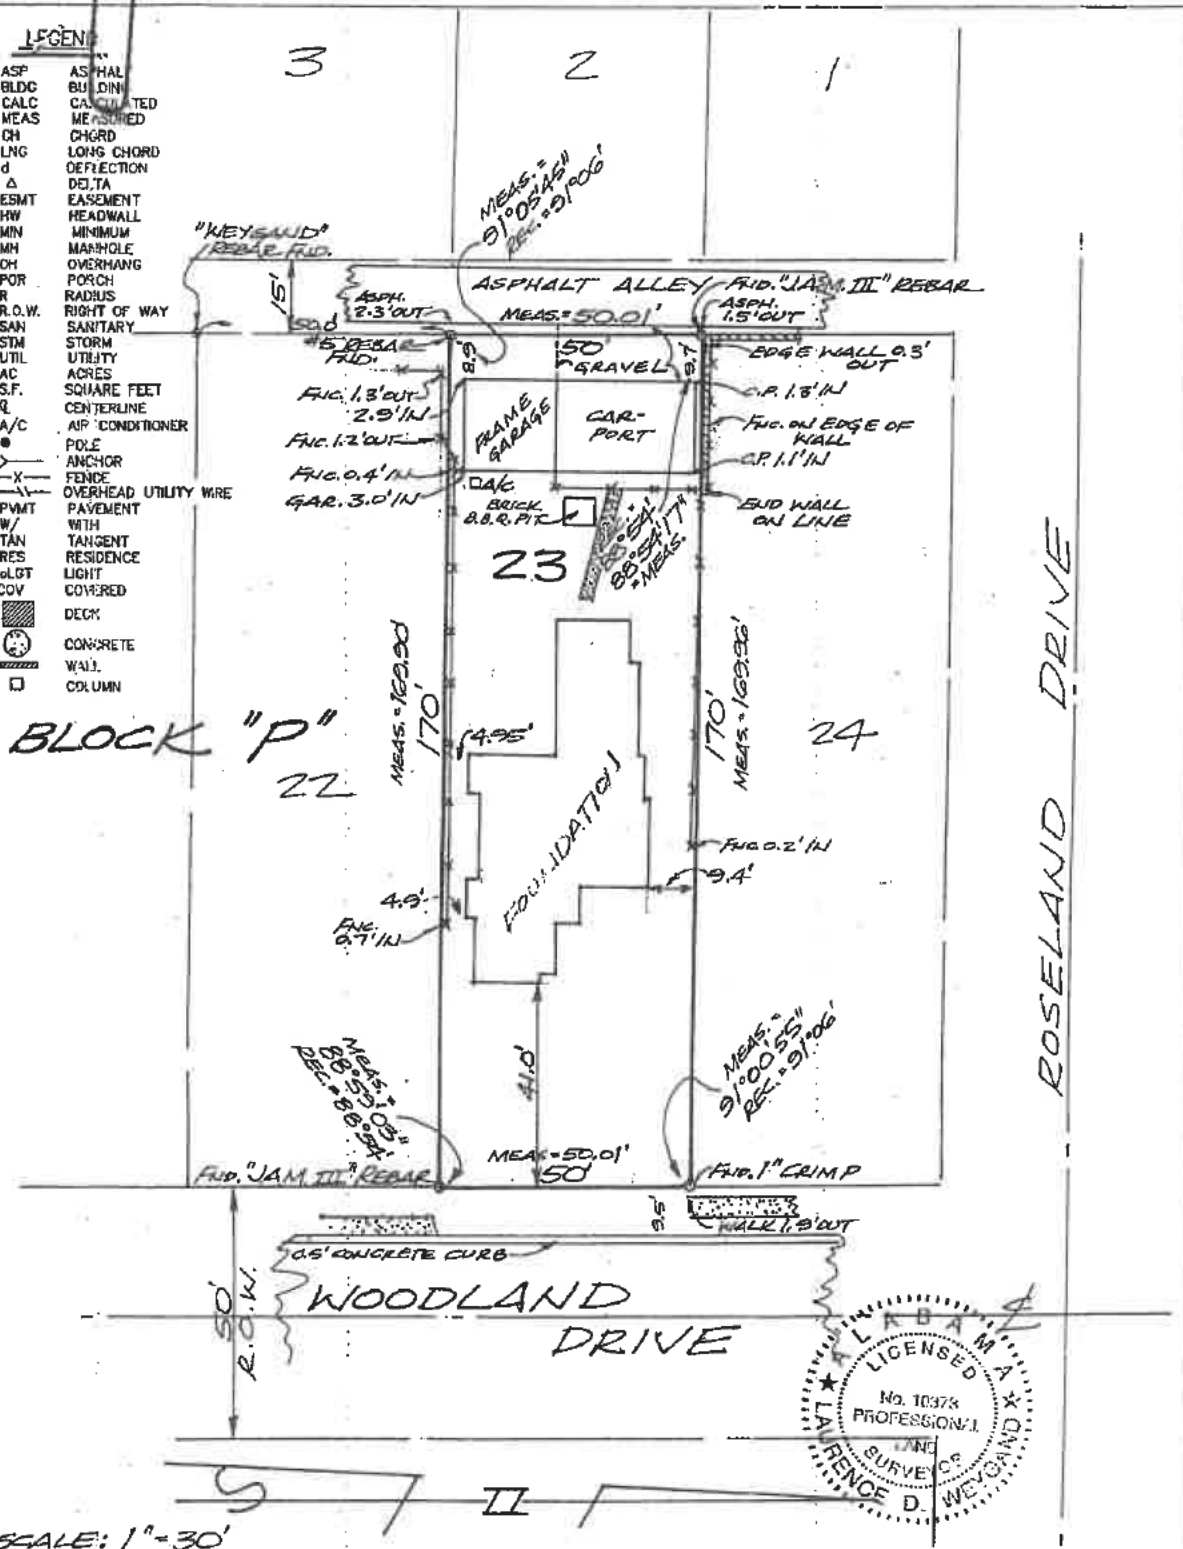 LEGEND
ASP ASPHAL
BLDG BUILDIN
CALC CALCULATED
MEAS MEASURED
CH CHORD
LNG LONG CHORD
d DEFLECTION
Δ DELTA
ESMT EASEMENT
HW HEADWALL
MIN MINIMUM
MH MANHOLE
OH OVERHANG
POR PORCH
R RADIUS
R.O.W. RIGHT OF WAY
SAN SANITARY
STM STORM
UTIL UTILITY
AC ACRES
S.F. SQUARE FEET
℄ CENTERLINE
A/C AIR CONDITIONER
POLE
ANCHOR
—X— FENCE
OVERHEAD UTILITY WIRE
PVMT PAVEMENT
W/ WITH
TAN TANGENT
RES RESIDENCE
LGT LIGHT
COV COVERED
DECK
CONCRETE
WALL
COLUMN
3
2
1
MEAS. =
91°05'45"
REC. = 91°06'
"WEYGAND"
REBAR FND.
15'
ASPHALT ALLEY
FND. "JAM. III" REBAR
ASPH.
2.3' OUT
MEAS. = 50.01'
ASPH.
1.5' OUT
#5 REBAR
FND.
8.9'
50'
GRAVEL
9.7'
EDGE WALL 0.3'
OUT
FNC. 1.3' OUT
2.9' IN
C.P. 1.3' IN
FRAME
GARAGE
CAR-
PORT
FNC. ON EDGE OF
WALL
FNC. 1.2' OUT
FNC. 0.4' IN
GAR. 3.0' IN
C.P. 1.1' IN
A/C
BRICK
B.B.Q. PIT
END WALL
ON LINE
88°54'
88°54'17"
= MEAS.
23
MEAS. = 169.90
170'
170'
MEAS. = 169.96'
BLOCK "P"
22
24
4.95'
FOUNDATION
FNC. 0.2' IN
9.4'
4.9'
FNC.
0.7' IN
41.0'
MEAS. =
88°59'03"
REC. = 88°54'
MEAS. =
91°00'55"
REC. = 91°06'
MEAS = 50.01'
50'
FND. "JAM. III" REBAR
FND. 1" CRIMP
9.5'
WALK 1.9' OUT
0.5' CONCRETE CURB
WOODLAND
DRIVE
50'
R.O.W.
℄
ROSELAND DRIVE
ALABAMA
LICENSED
No. 10373
PROFESSIONAL
LAND
SURVEYOR
LAURENCE D. WEYGAND
SCALE: 1"=30'